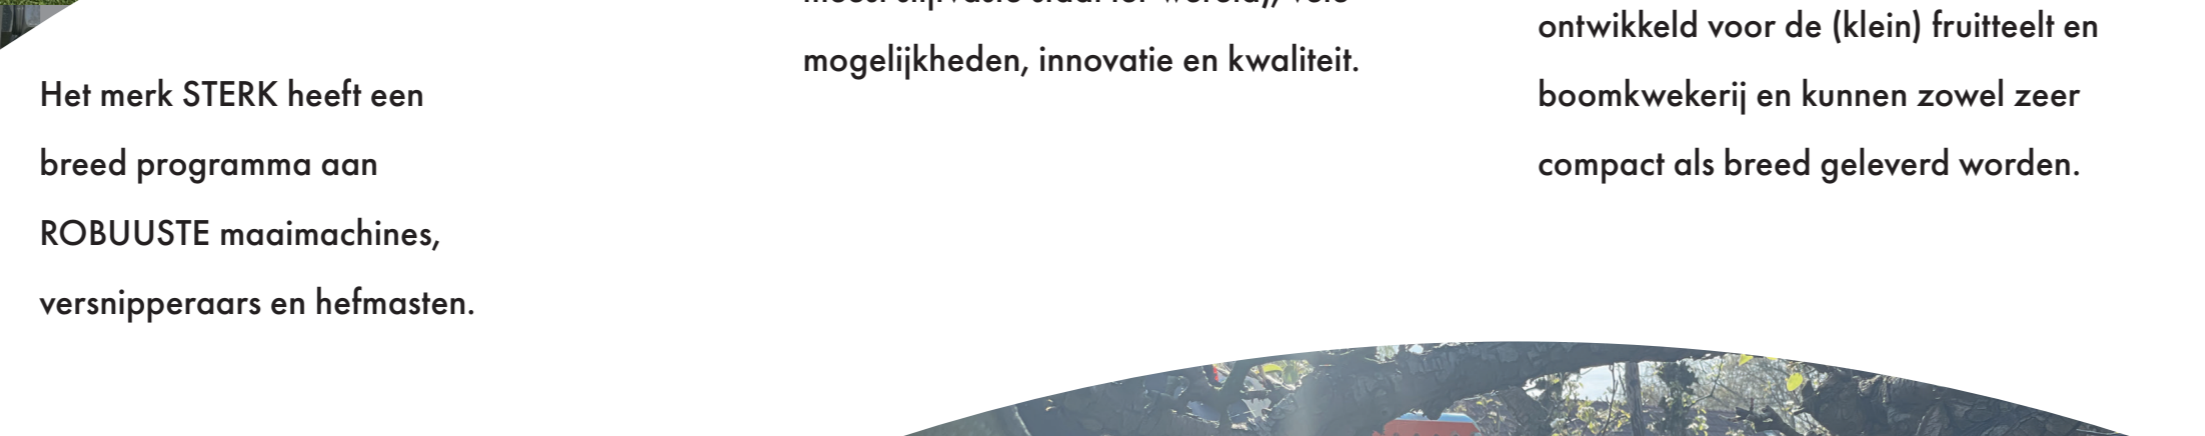 Het merk STERK heeft een
breed programma aan
ROBUUSTE maaimachines,
versnipperaars en hefmasten.
mogelijkheden, innovatie en kwaliteit.
ontwikkeld voor de (klein) fruitteelt en
boomkwekerij en kunnen zowel zeer
compact als breed geleverd worden.